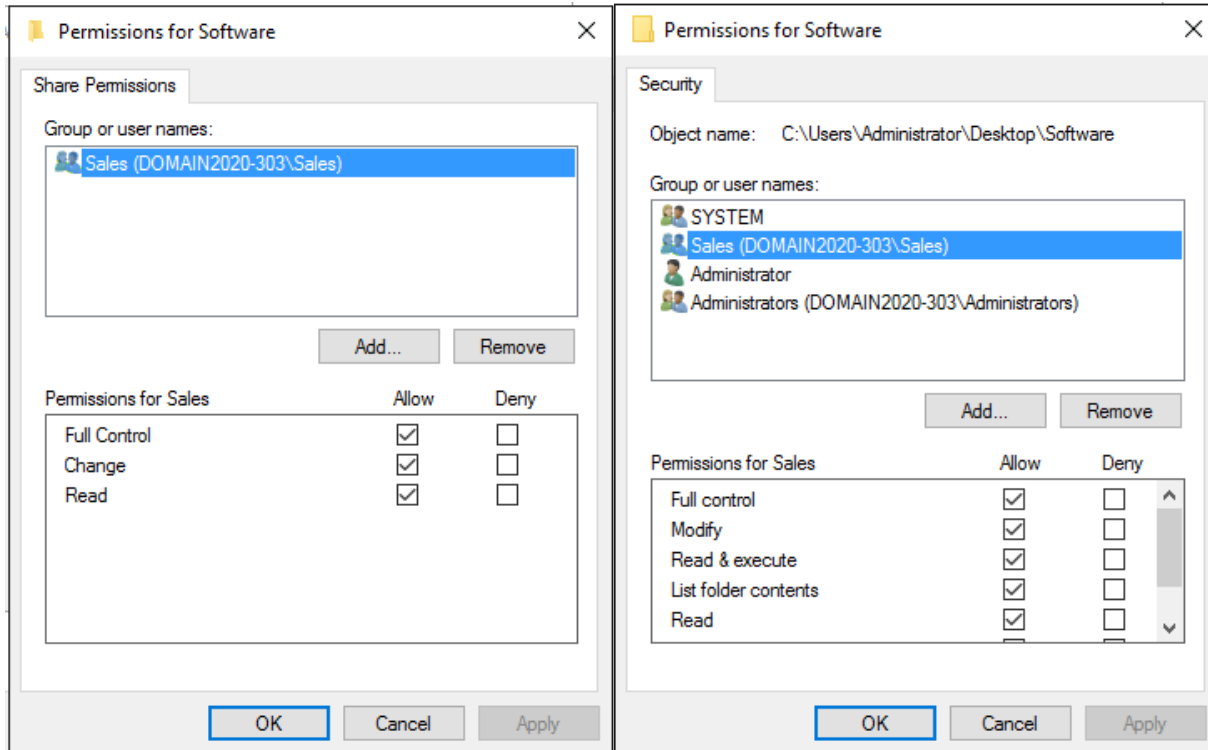 Permissions for Software
Share Permissions
Group or user names:
Sales (DOMAIN2020-303\Sales)
Add...
Remove
Permissions for Sales Allow Deny
Full Control
Change
Read
OK
Cancel
Apply
Permissions for Software
Security
Object name: C:\Users\Administrator\Desktop\Software
Group or user names:
SYSTEM
Sales (DOMAIN2020-303\Sales)
Administrator
Administrators (DOMAIN2020-303\Administrators)
Add...
Remove
Permissions for Sales Allow Deny
Full control
Modify
Read & execute
List folder contents
Read
OK
Cancel
Apply